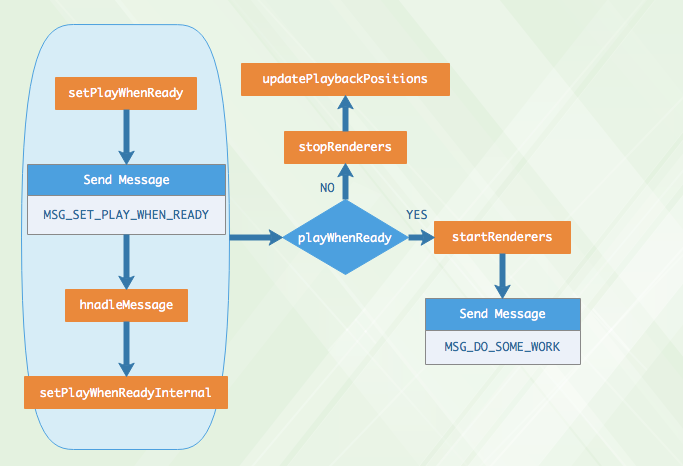 setPlayWhenReady
Send Message
MSG_SET_PLAY_WHEN_READY
hnadleMessage
setPlayWhenReadyInternal
updatePlaybackPositions
stopRenderers
NO
playWhenReady
YES
startRenderers
Send Message
MSG_DO_SOME_WORK